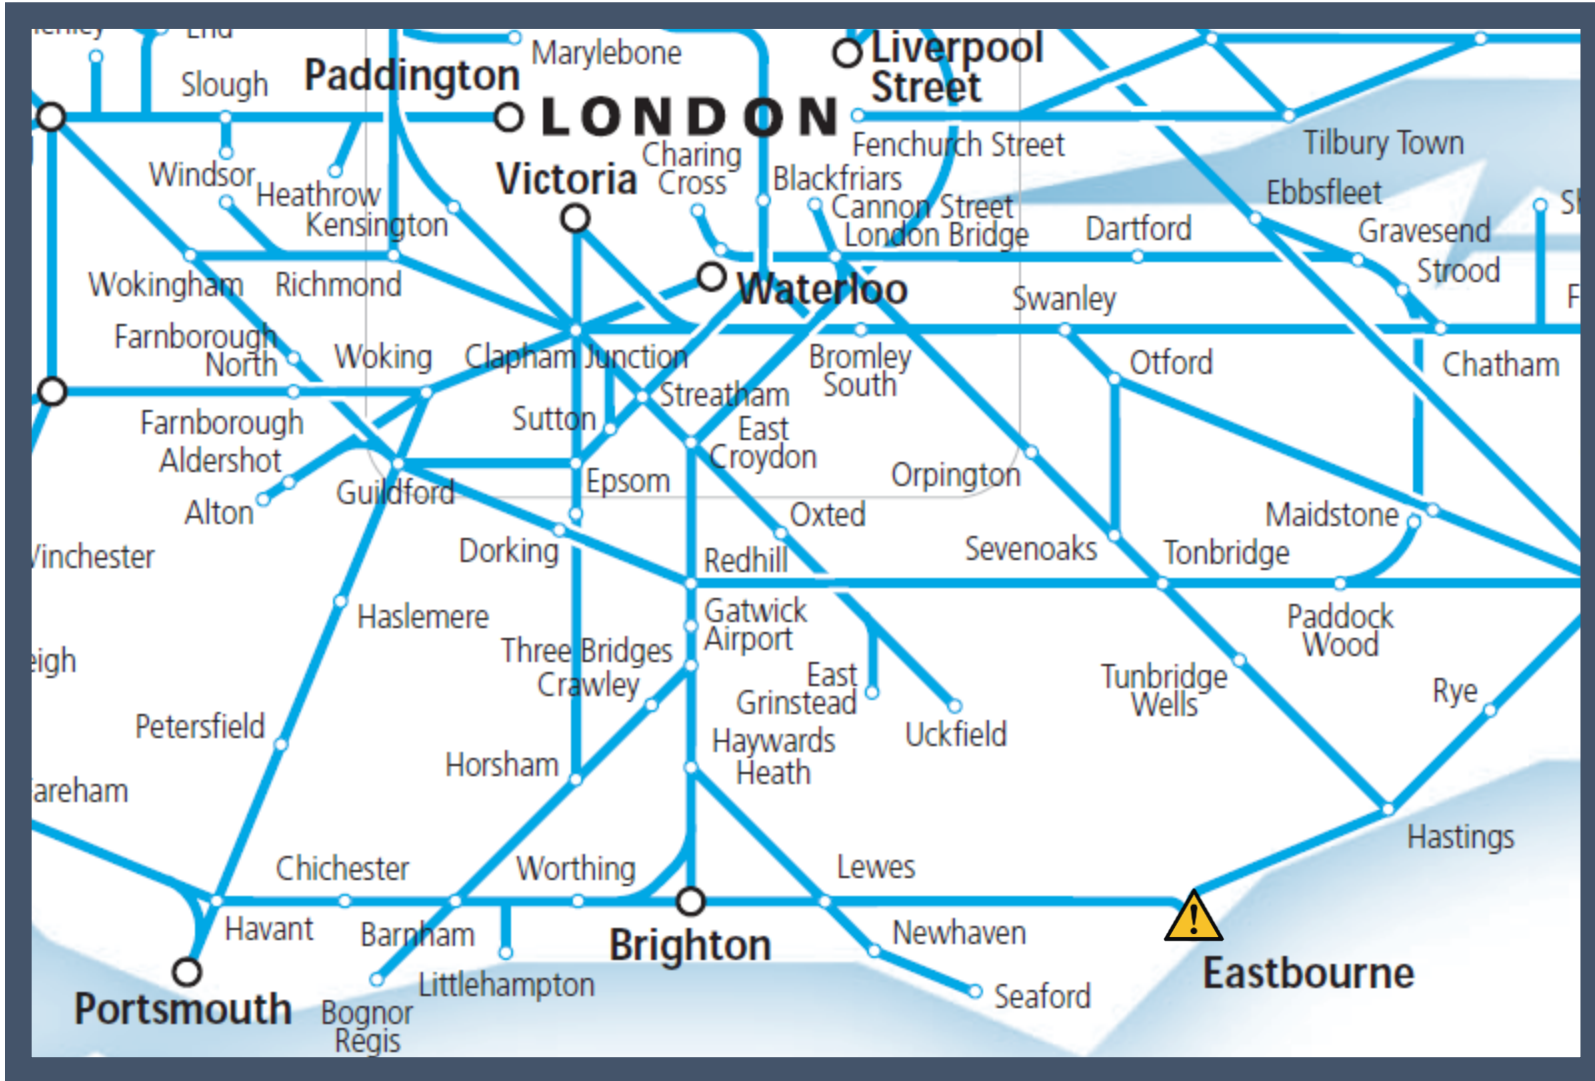 End
Slough
Paddington
Marylebone
Liverpool
Street
LONDON
Fenchurch Street
Tilbury Town
Windsor
Heathrow
Kensington
Victoria
Charing
Cross
Blackfriars
Cannon Street
London Bridge
Dartford
Ebbsfleet
Gravesend
Strood
Wokingham
Richmond
Waterloo
Swanley
Farnborough
North
Woking
Clapham Junction
Bromley
South
Otford
Chatham
Farnborough
Aldershot
Alton
Guildford
Sutton
Streatham
East
Croydon
Epsom
Orpington
Oxted
Maidstone
Dorking
Redhill
Sevenoaks
Tonbridge
Haslemere
Gatwick
Airport
Three Bridges
Crawley
East
Grinstead
Uckfield
Paddock
Wood
Tunbridge
Wells
Rye
Petersfield
Horsham
Haywards
Heath
Hastings
Chichester
Worthing
Lewes
Havant
Barnham
Brighton
Newhaven
Eastbourne
Portsmouth
Bognor
Regis
Littlehampton
Seaford